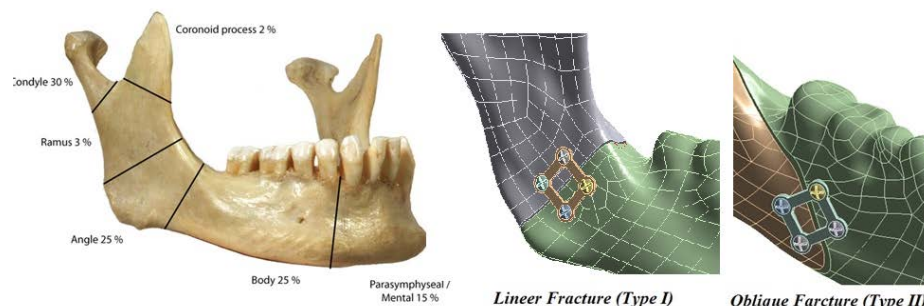 Coronoid process 2 %
Condyle 30 %
Ramus 3 %
Angle 25 %
Body 25 %
Parasymphyseal /
Mental 15 %
Lineer Fracture (Type I)
Oblique Farcture (Type II)